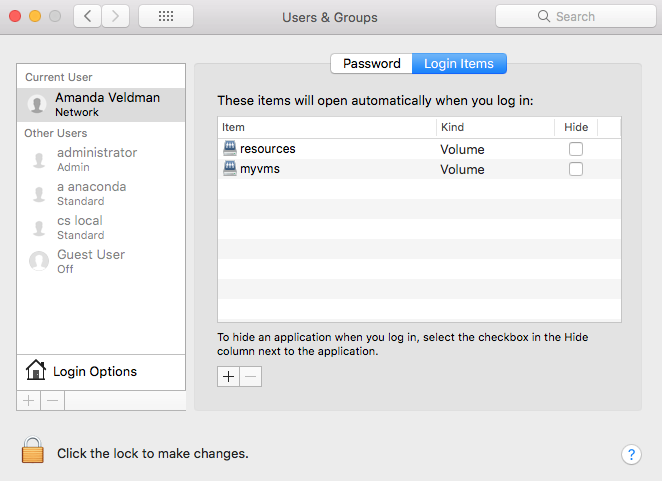 Users & Groups
Search
Current User
Amanda Veldman
Network
Other Users
administrator
Admin
a anaconda
Standard
cs local
Standard
Guest User
Off
Login Options
+ −
Password Login Items
These items will open automatically when you log in:
Item Kind Hide
resources Volume
myvms Volume
To hide an application when you log in, select the checkbox in the Hide
column next to the application.
+ −
Click the lock to make changes.
?